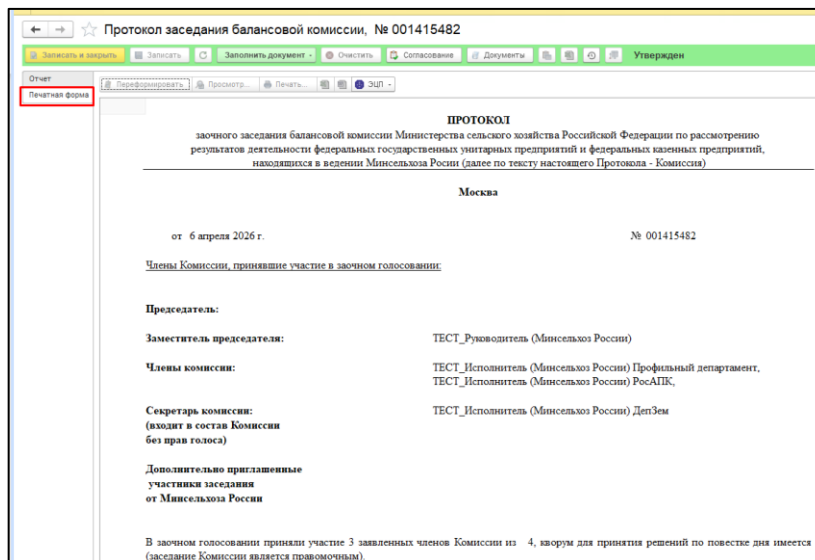 Протокол заседания балансовой комиссии, № 001415482
Записать и закрыть Записать Заполнить документ Очистить Согласование Документы Утвержден
Отчет
Печатная форма
Переформировать Просмотр... Печать... ЭЦП
ПРОТОКОЛ
заочного заседания балансовой комиссии Министерства сельского хозяйства Российской Федерации по рассмотрению
результатов деятельности федеральных государственных унитарных предприятий и федеральных казенных предприятий,
находящихся в ведении Минсельхоза Росии (далее по тексту настоящего Протокола - Комиссия)
Москва
от 6 апреля 2026 г. № 001415482
Члены Комиссии, принявшие участие в заочном голосовании:
Председатель:
Заместитель председателя: ТЕСТ_Руководитель (Минсельхоз России)
Члены комиссии: ТЕСТ_Исполнитель (Минсельхоз России) Профильный департамент,
ТЕСТ_Исполнитель (Минсельхоз России) РосАПК,
Секретарь комиссии: ТЕСТ_Исполнитель (Минсельхоз России) ДепЗем
(входит в состав Комиссии
без прав голоса)
Дополнительно приглашенные
участники заседания
от Минсельхоза России
В заочном голосовании приняли участие 3 заявленных членов Комиссии из 4, кворум для принятия решений по повестке дня имеется
(заседание Комиссии является правомочным).